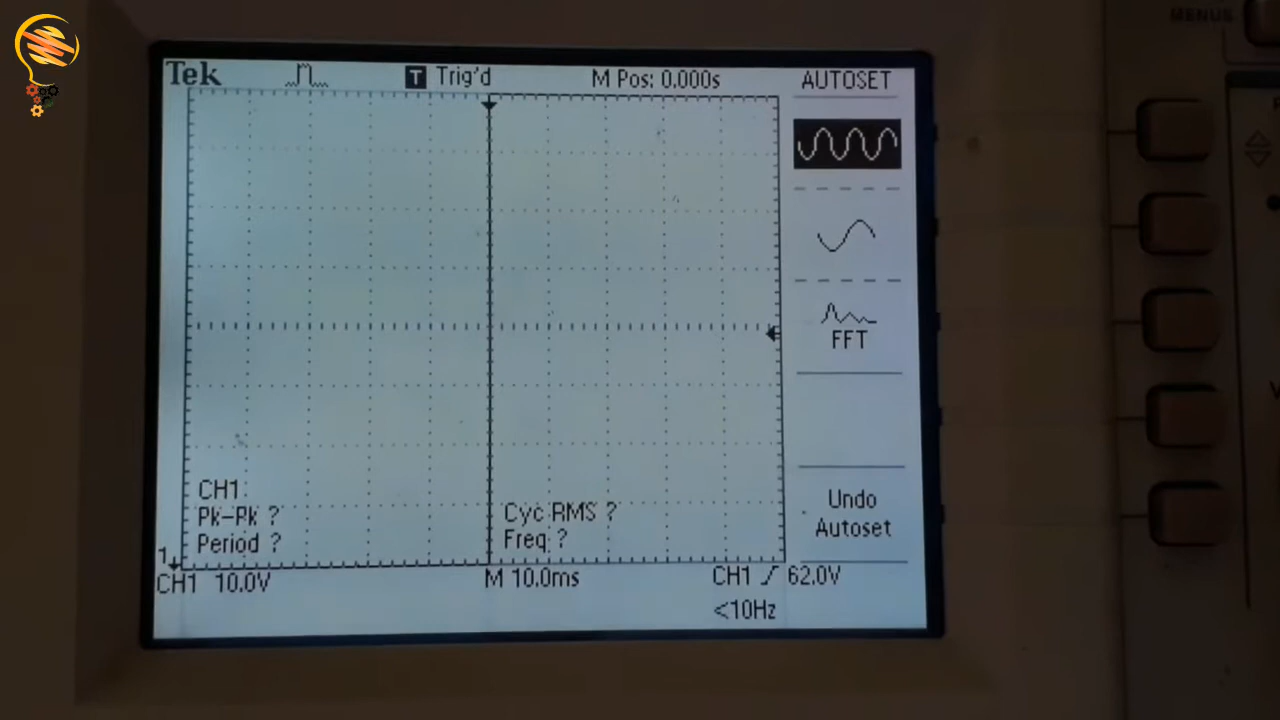 MENUS
Tek T Trig'd M Pos: 0.000s AUTOSET
FFT
CH1
Pk-Pk ? Cyc RMS ?
Period ? Freq ?
Undo
Autoset
1
CH1 10.0V M 10.0ms CH1 62.0V
<10Hz